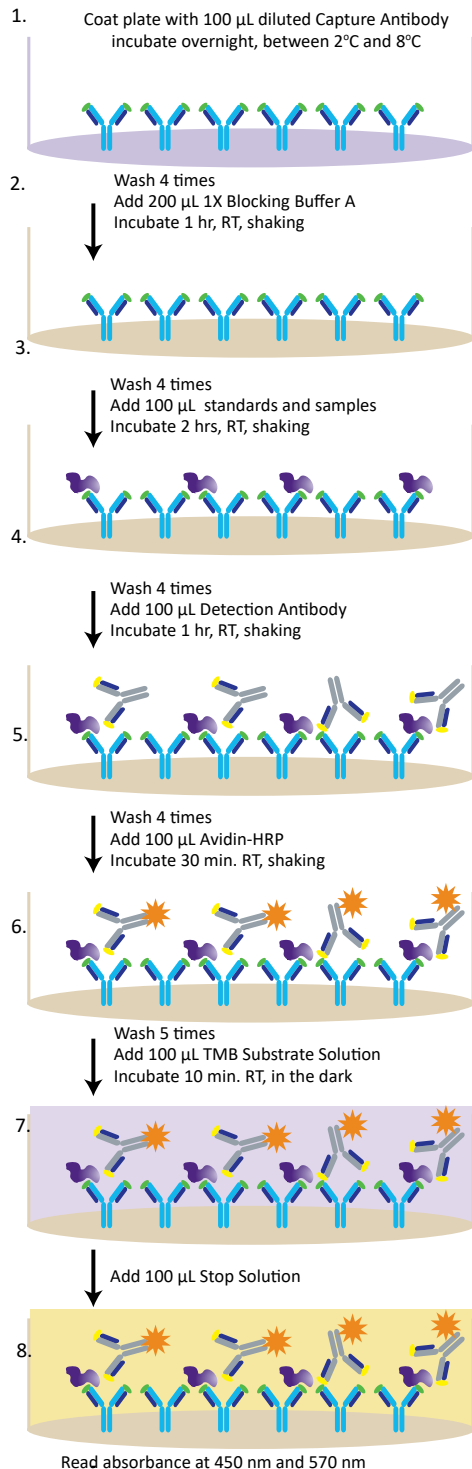 1.
Coat plate with 100 µL diluted Capture Antibody
incubate overnight, between 2°C and 8°C
2.
Wash 4 times
Add 200 µL 1X Blocking Buffer A
Incubate 1 hr, RT, shaking
3.
Wash 4 times
Add 100 µL standards and samples
Incubate 2 hrs, RT, shaking
4.
Wash 4 times
Add 100 µL Detection Antibody
Incubate 1 hr, RT, shaking
5.
Wash 4 times
Add 100 µL Avidin-HRP
Incubate 30 min. RT, shaking
6.
Wash 5 times
Add 100 µL TMB Substrate Solution
Incubate 10 min. RT, in the dark
7.
Add 100 µL Stop Solution
8.
Read absorbance at 450 nm and 570 nm